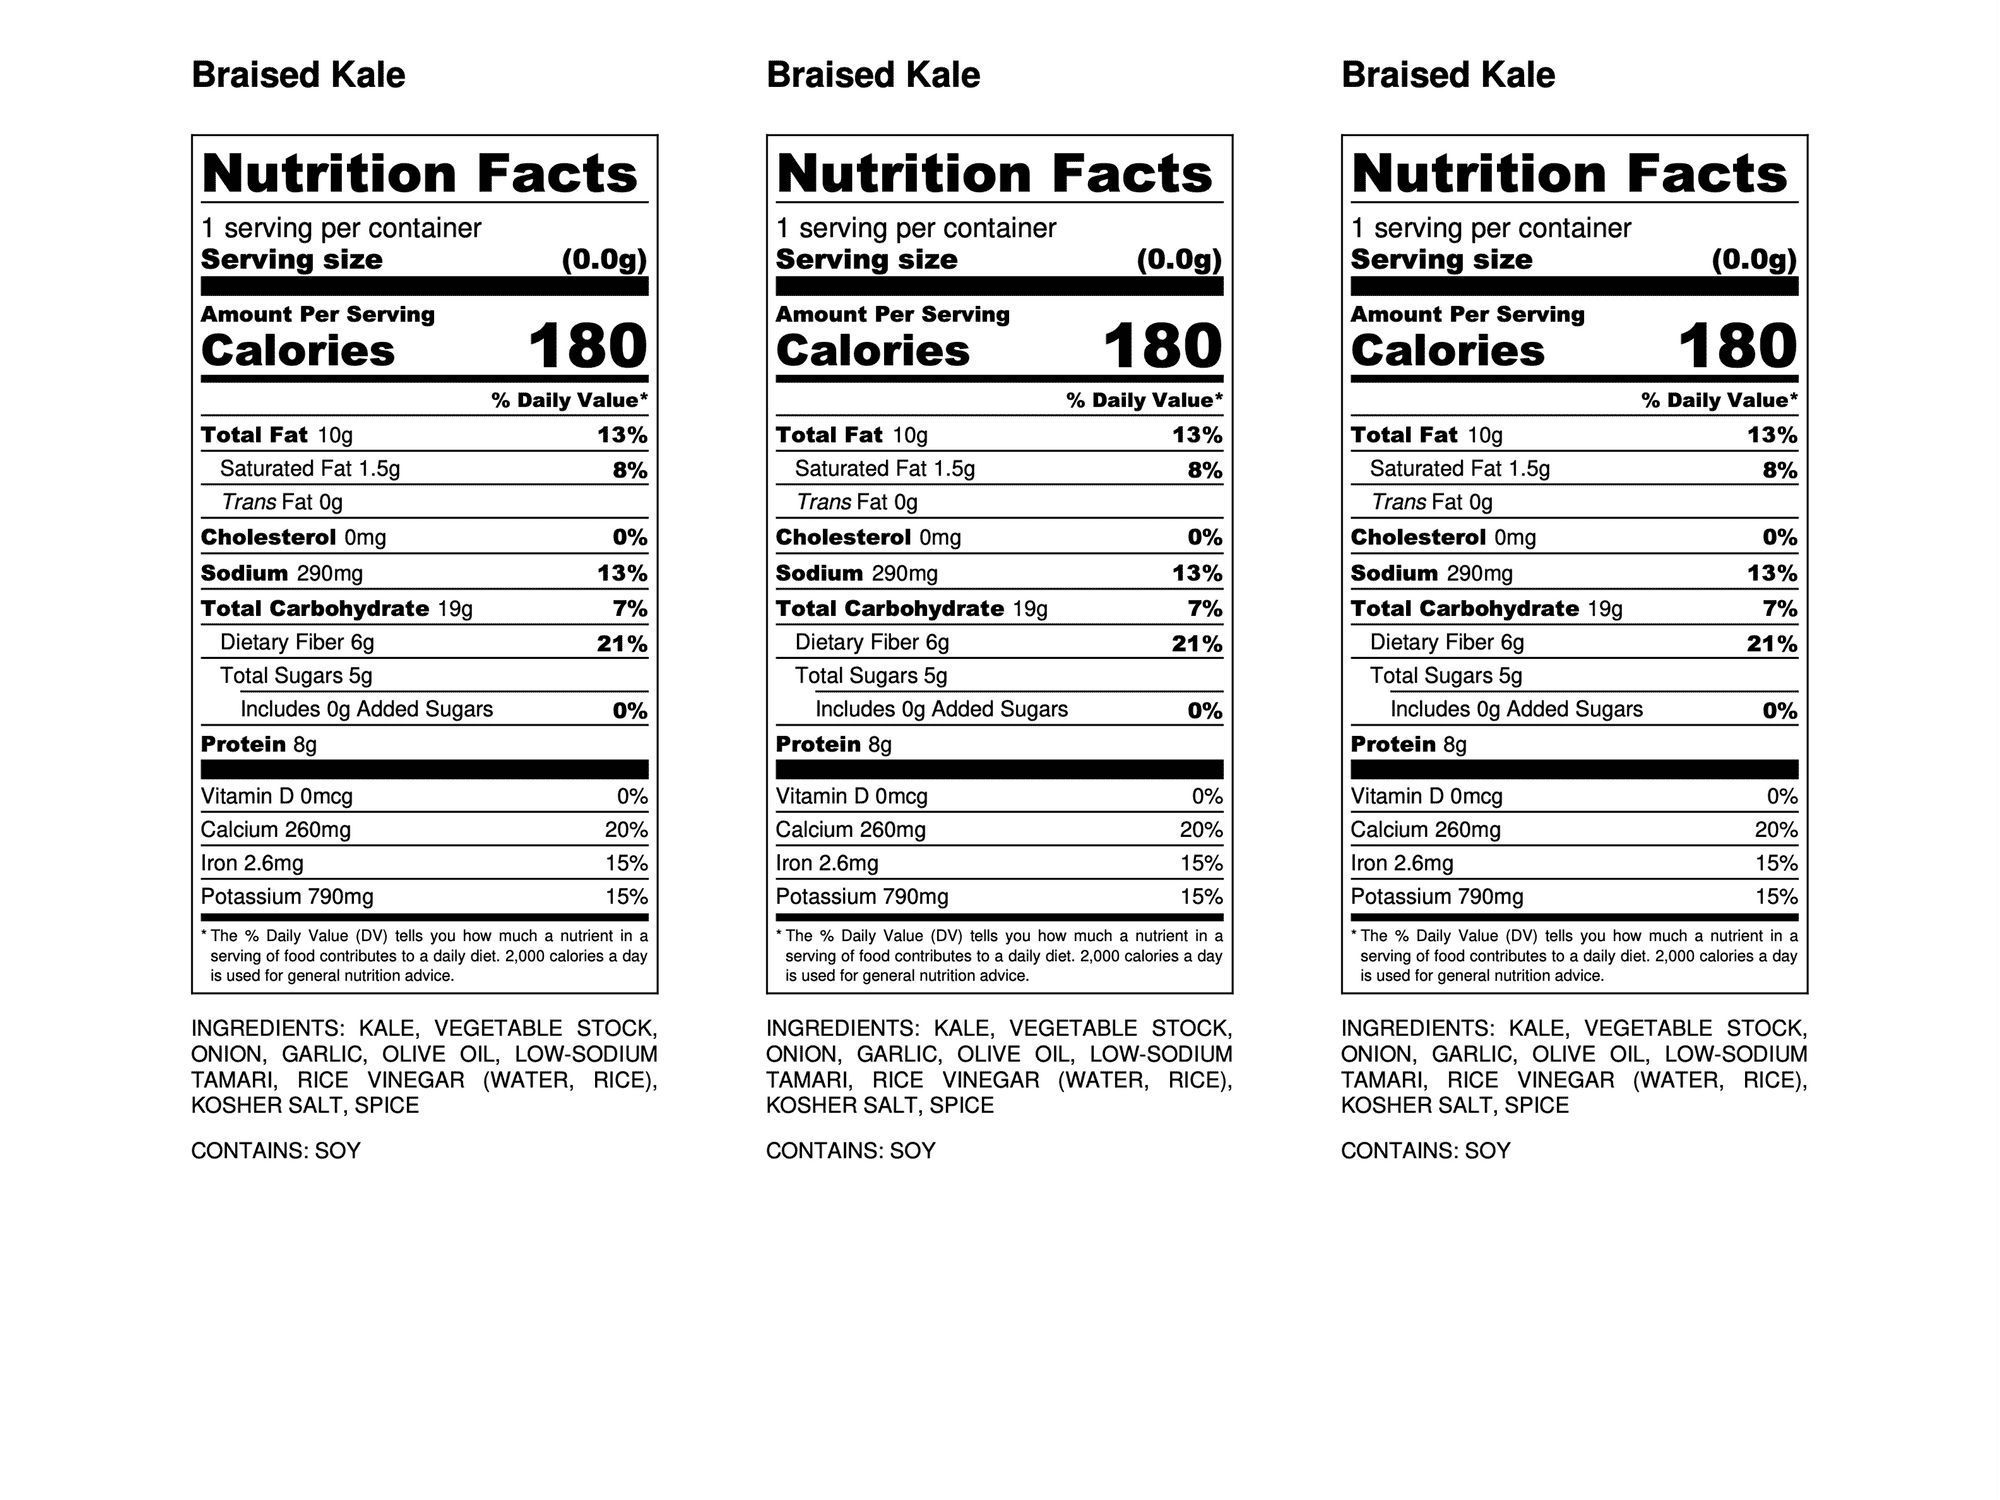 Braised Kale
Nutrition Facts
1 serving per container
Serving size (0.0g)
Amount Per Serving
Calories 180
% Daily Value*
Total Fat 10g 13%
Saturated Fat 1.5g 8%
Trans Fat 0g
Cholesterol 0mg 0%
Sodium 290mg 13%
Total Carbohydrate 19g 7%
Dietary Fiber 6g 21%
Total Sugars 5g
Includes 0g Added Sugars 0%
Protein 8g
Vitamin D 0mcg 0%
Calcium 260mg 20%
Iron 2.6mg 15%
Potassium 790mg 15%
* The % Daily Value (DV) tells you how much a nutrient in a
serving of food contributes to a daily diet. 2,000 calories a day
is used for general nutrition advice.
INGREDIENTS: KALE, VEGETABLE STOCK,
ONION, GARLIC, OLIVE OIL, LOW-SODIUM
TAMARI, RICE VINEGAR (WATER, RICE),
KOSHER SALT, SPICE
CONTAINS: SOY
Braised Kale
Nutrition Facts
1 serving per container
Serving size (0.0g)
Amount Per Serving
Calories 180
% Daily Value*
Total Fat 10g 13%
Saturated Fat 1.5g 8%
Trans Fat 0g
Cholesterol 0mg 0%
Sodium 290mg 13%
Total Carbohydrate 19g 7%
Dietary Fiber 6g 21%
Total Sugars 5g
Includes 0g Added Sugars 0%
Protein 8g
Vitamin D 0mcg 0%
Calcium 260mg 20%
Iron 2.6mg 15%
Potassium 790mg 15%
* The % Daily Value (DV) tells you how much a nutrient in a
serving of food contributes to a daily diet. 2,000 calories a day
is used for general nutrition advice.
INGREDIENTS: KALE, VEGETABLE STOCK,
ONION, GARLIC, OLIVE OIL, LOW-SODIUM
TAMARI, RICE VINEGAR (WATER, RICE),
KOSHER SALT, SPICE
CONTAINS: SOY
Braised Kale
Nutrition Facts
1 serving per container
Serving size (0.0g)
Amount Per Serving
Calories 180
% Daily Value*
Total Fat 10g 13%
Saturated Fat 1.5g 8%
Trans Fat 0g
Cholesterol 0mg 0%
Sodium 290mg 13%
Total Carbohydrate 19g 7%
Dietary Fiber 6g 21%
Total Sugars 5g
Includes 0g Added Sugars 0%
Protein 8g
Vitamin D 0mcg 0%
Calcium 260mg 20%
Iron 2.6mg 15%
Potassium 790mg 15%
* The % Daily Value (DV) tells you how much a nutrient in a
serving of food contributes to a daily diet. 2,000 calories a day
is used for general nutrition advice.
INGREDIENTS: KALE, VEGETABLE STOCK,
ONION, GARLIC, OLIVE OIL, LOW-SODIUM
TAMARI, RICE VINEGAR (WATER, RICE),
KOSHER SALT, SPICE
CONTAINS: SOY